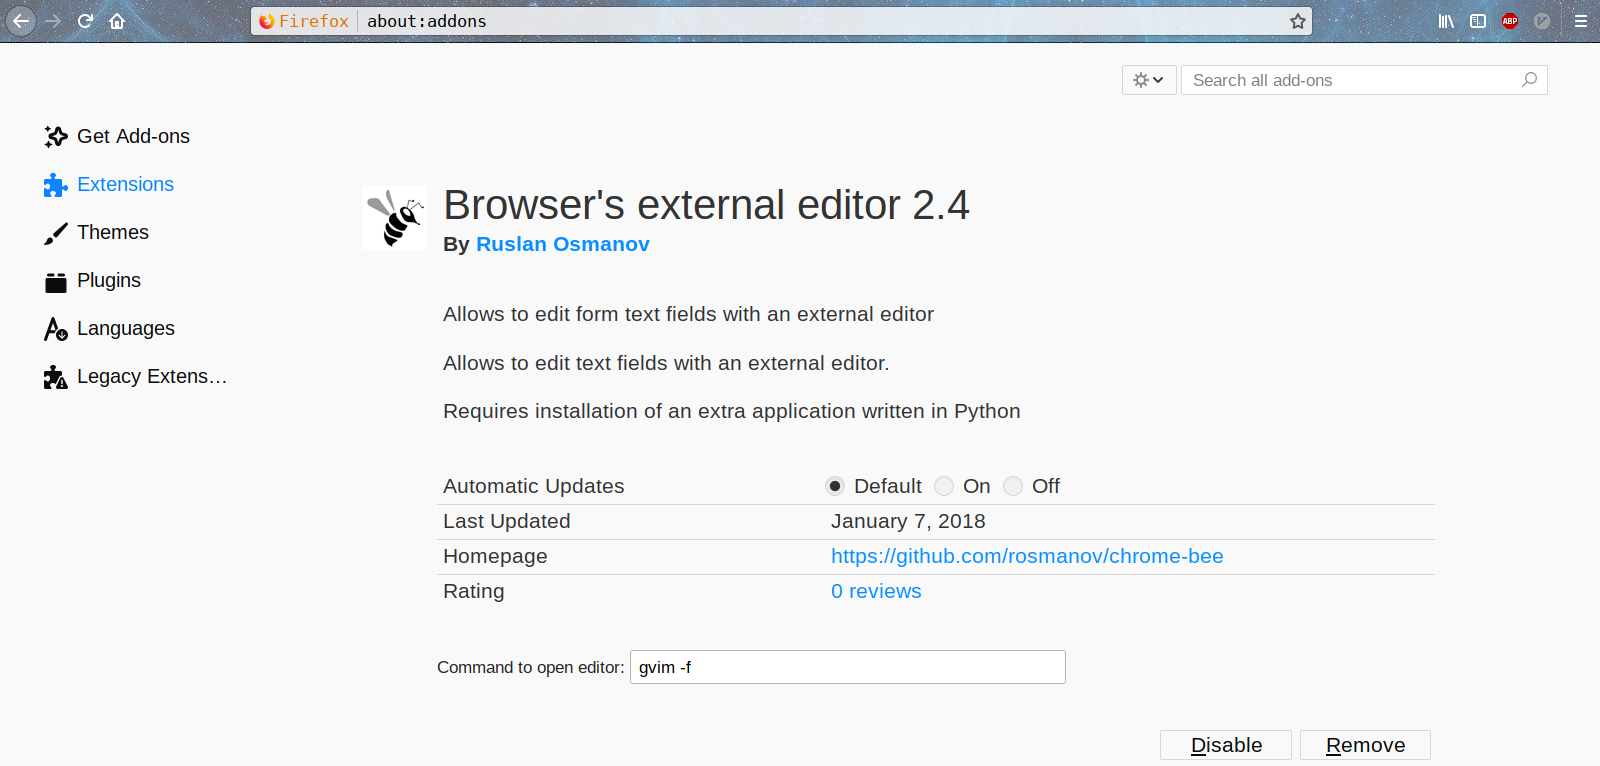 Firefox about:addons ABP
Search all add-ons
Get Add-ons
Extensions
Themes
Plugins
Languages
Legacy Extens…
Browser's external editor 2.4
By Ruslan Osmanov
Allows to edit form text fields with an external editor
Allows to edit text fields with an external editor.
Requires installation of an extra application written in Python
Automatic Updates Default On Off
Last Updated January 7, 2018
Homepage https://github.com/rosmanov/chrome-bee
Rating 0 reviews
Command to open editor: gvim -f
Disable Remove